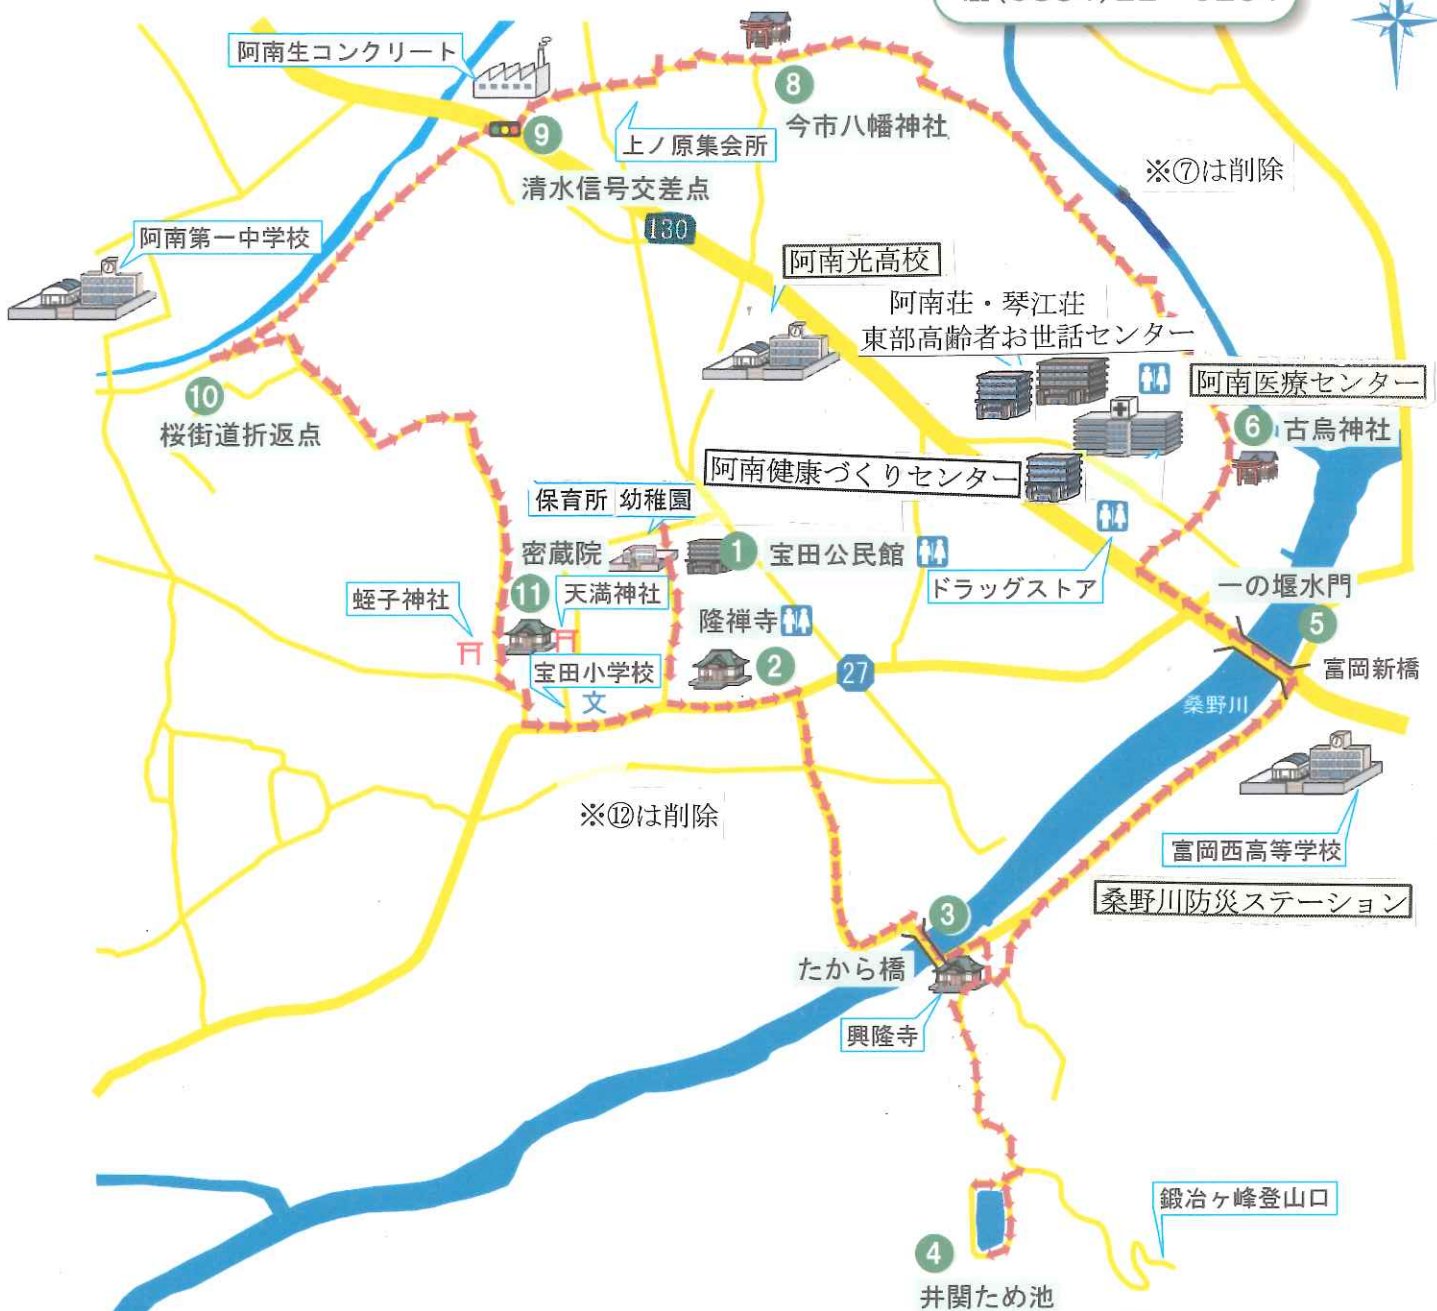 阿南生コンクリート
8
今市八幡神社
9
上ノ原集会所
清水信号交差点
※⑦は削除
130
阿南第一中学校
阿南光高校
阿南荘・琴江荘
東部高齢者お世話センター
阿南医療センター
10
桜街道折返点
6 古烏神社
阿南健康づくりセンター
保育所 幼稚園
密蔵院
1 宝田公民館
ドラッグストア
一の堰水門
5
蛭子神社
11
天満神社
隆禅寺
2
宝田小学校
文
27
富岡新橋
桑野川
※⑫は削除
富岡西高等学校
桑野川防災ステーション
3
たから橋
興隆寺
鍛冶ヶ峰登山口
4
井関ため池